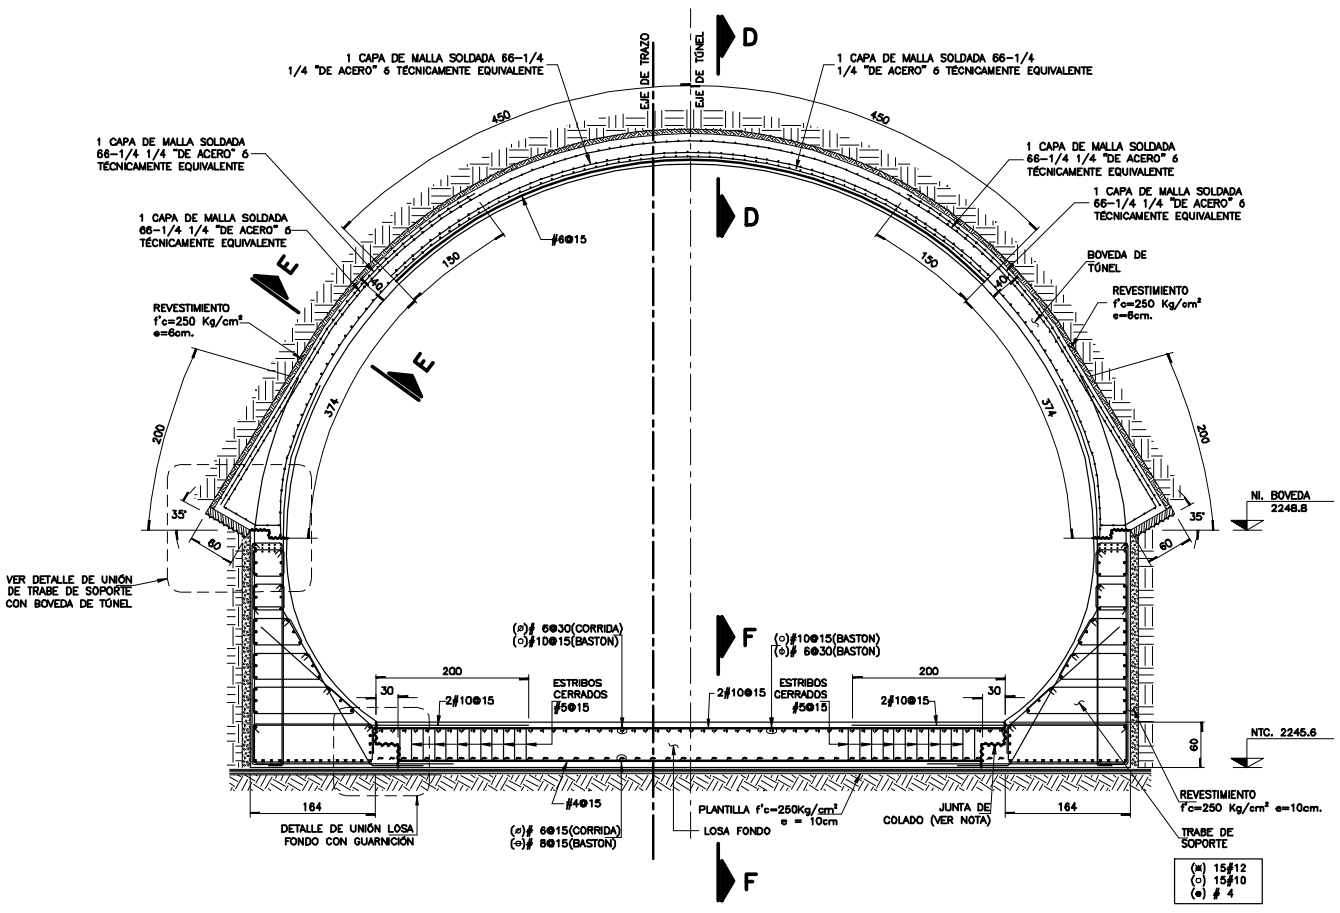 D
EJE DE TRAZO
EJE DE TÚNEL
1 CAPA DE MALLA SOLDADA 66-1/4
1/4 "DE ACERO" ó TÉCNICAMENTE EQUIVALENTE
1 CAPA DE MALLA SOLDADA 66-1/4
1/4 "DE ACERO" ó TÉCNICAMENTE EQUIVALENTE
450
450
1 CAPA DE MALLA SOLDADA
66-1/4 1/4 "DE ACERO" ó
TÉCNICAMENTE EQUIVALENTE
1 CAPA DE MALLA SOLDADA
66-1/4 1/4 "DE ACERO" ó
TÉCNICAMENTE EQUIVALENTE
1 CAPA DE MALLA SOLDADA
66-1/4 1/4 "DE ACERO" ó
TÉCNICAMENTE EQUIVALENTE
1 CAPA DE MALLA SOLDADA
66-1/4 1/4 "DE ACERO" ó
TÉCNICAMENTE EQUIVALENTE
D
#6@15
E
150
150
40
40
BOVEDA DE
TÚNEL
REVESTIMIENTO
f'c=250 Kg/cm²
e=6cm.
REVESTIMIENTO
f'c=250 Kg/cm²
e=6cm.
E
374
374
200
200
35°
35°
60
60
NI. BOVEDA
2248.8
VER DETALLE DE UNIÓN
DE TRABE DE SOPORTE
CON BOVEDA DE TÚNEL
(ø)# 6@30(CORRIDA)
(○)#10@15(BASTON)
F
(○)#10@15(BASTON)
(ɸ)# 6@30(BASTON)
200
200
30
30
ESTRIBOS
CERRADOS
#5@15
ESTRIBOS
CERRADOS
#5@15
2#10@15
2#10@15
2#10@15
60
NTC. 2245.6
164
164
#4@15
PLANTILLA f'c=250Kg/cm²
e = 10cm
LOSA FONDO
JUNTA DE
COLADO (VER NOTA)
REVESTIMIENTO
f'c=250 Kg/cm² e=10cm.
DETALLE DE UNIÓN LOSA
FONDO CON GUARNICIÓN
(ø)# 6@15(CORRIDA)
(⊖)# 8@15(BASTON)
TRABE DE
SOPORTE
F
15#12
(○) 15#10
(●) # 4